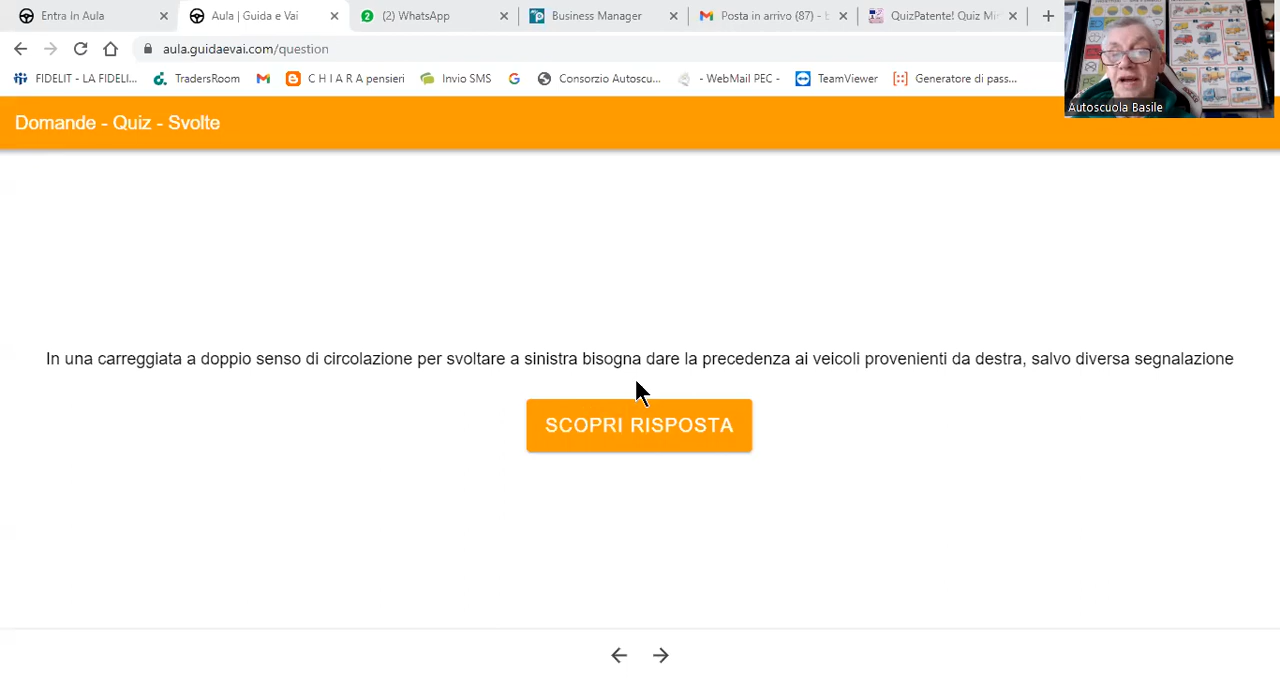 Entra In Aula
Aula | Guida e Vai
(2) WhatsApp
Business Manager
Posta in arrivo (87) - b
QuizPatente! Quiz Mi
aula.guidaevai.com/question
FIDELIT - LA FIDELI...
TradersRoom
C H I A R A pensieri
Invio SMS
Consorzio Autoscu...
- WebMail PEC -
TeamViewer
Generatore di pass...
Autoscuola Basile
Domande - Quiz - Svolte
In una carreggiata a doppio senso di circolazione per svoltare a sinistra bisogna dare la precedenza ai veicoli provenienti da destra, salvo diversa segnalazione
SCOPRI RISPOSTA